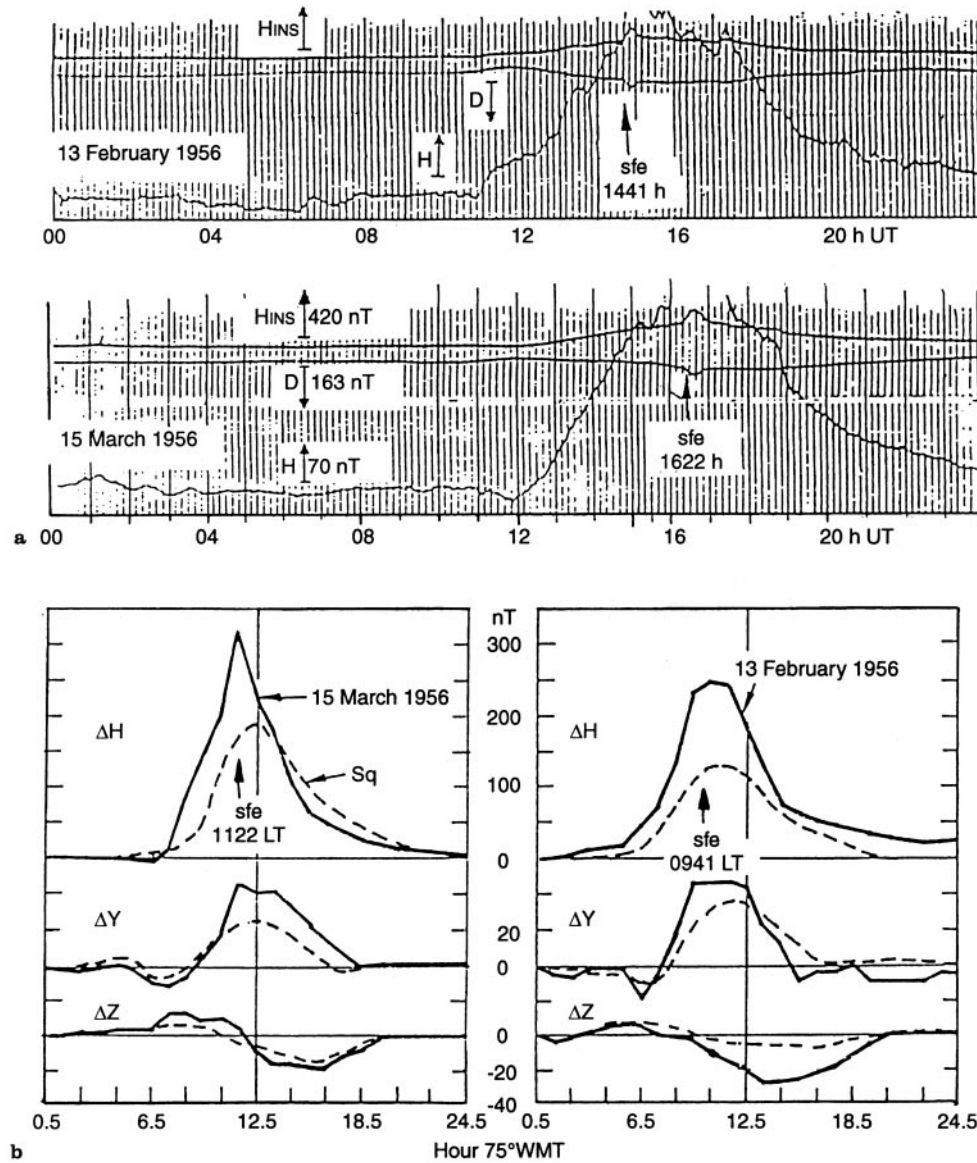 HINS
D
13 February 1956
H
sfe
1441 h
00 04 08 12 16 20 h UT
HINS 420 nT
D 163 nT
15 March 1956
H 70 nT
sfe
1622 h
a 00 04 08 12 16 20 h UT
nT
300
200
100
0
20
0
0
-20
-40
15 March 1956
ΔH
Sq
sfe
1122 LT
ΔY
ΔZ
0.5 6.5 12.5 18.5 24.5
13 February 1956
ΔH
sfe
0941 LT
ΔY
ΔZ
0.5 6.5 12.5 18.5 24.5
b Hour 75°WMT